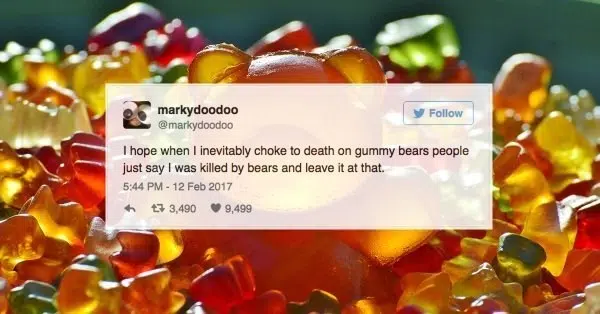 markydoodoo
Follow
@markydoodoo
I hope when I inevitably choke to death on gummy bears people
just say I was killed by bears and leave it at that.
5:44 PM - 12 Feb 2017
3,490 9,499